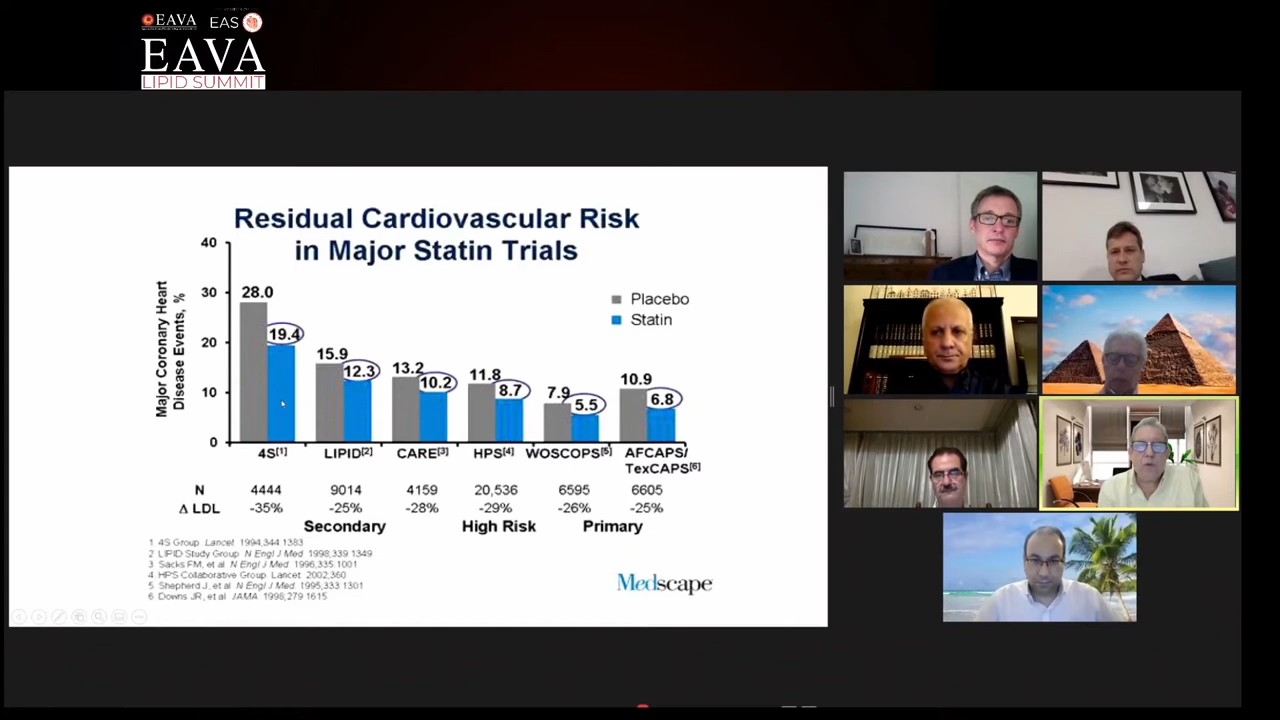 EAVA
EAS
EAVA
LIPID SUMMIT
Residual Cardiovascular Risk
in Major Statin Trials
Major Coronary Heart
Disease Events, %
40
30
20
10
0
Placebo
Statin
28.0
19.4
15.9
12.3
13.2
10.2
11.8
8.7
7.9
5.5
10.9
6.8
4S[1] LIPID[2] CARE[3] HPS[4] WOSCOPS[5] AFCAPS/
TexCAPS[6]
N 4444 9014 4159 20,536 6595 6605
Δ LDL -35% -25% -28% -29% -26% -25%
Secondary High Risk Primary
1 4S Group. Lancet. 1994;344:1383
2 LIPID Study Group N Engl J Med 1998;339:1349
3 Sacks FM, et al N Engl J Med 1996;335:1001
4 HPS Collaborative Group Lancet 2002;360
5 Shepherd J, et al N Engl J Med 1995;333:1301
6 Downs JR, et al JAMA 1998;279:1615
Medscape